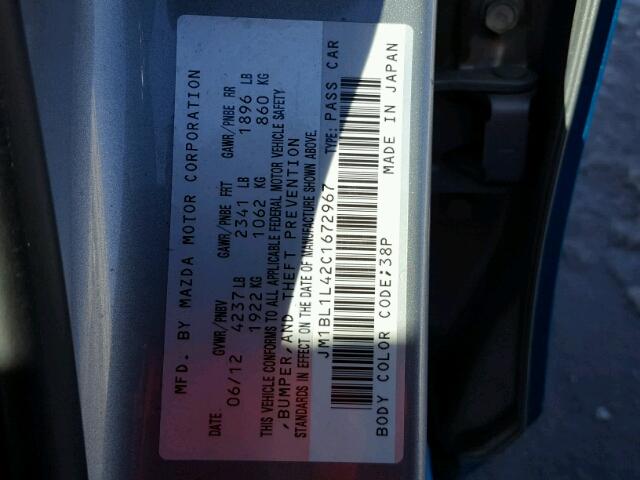 MFD. BY MAZDA MOTOR CORPORATION
DATE GVWR/PNBV GAWR/PNBE FRT GAWR/PNBE RR
06/12 4237LB 2341 LB 1896 LB
1922KG 1062 KG 860 KG
THIS VEHICLE CONFORMS TO ALL APPLICABLE FEDERAL MOTOR VEHICLE SAFETY
,BUMPER,AND THEFT PREVENTION
STANDARDS IN EFFECT ON THE DATE OF MANUFACTURE SHOWN ABOVE.
JM1BL1L42C1672967 TYPE: PASS CAR
BODY COLOR CODE;38P MADE IN JAPAN